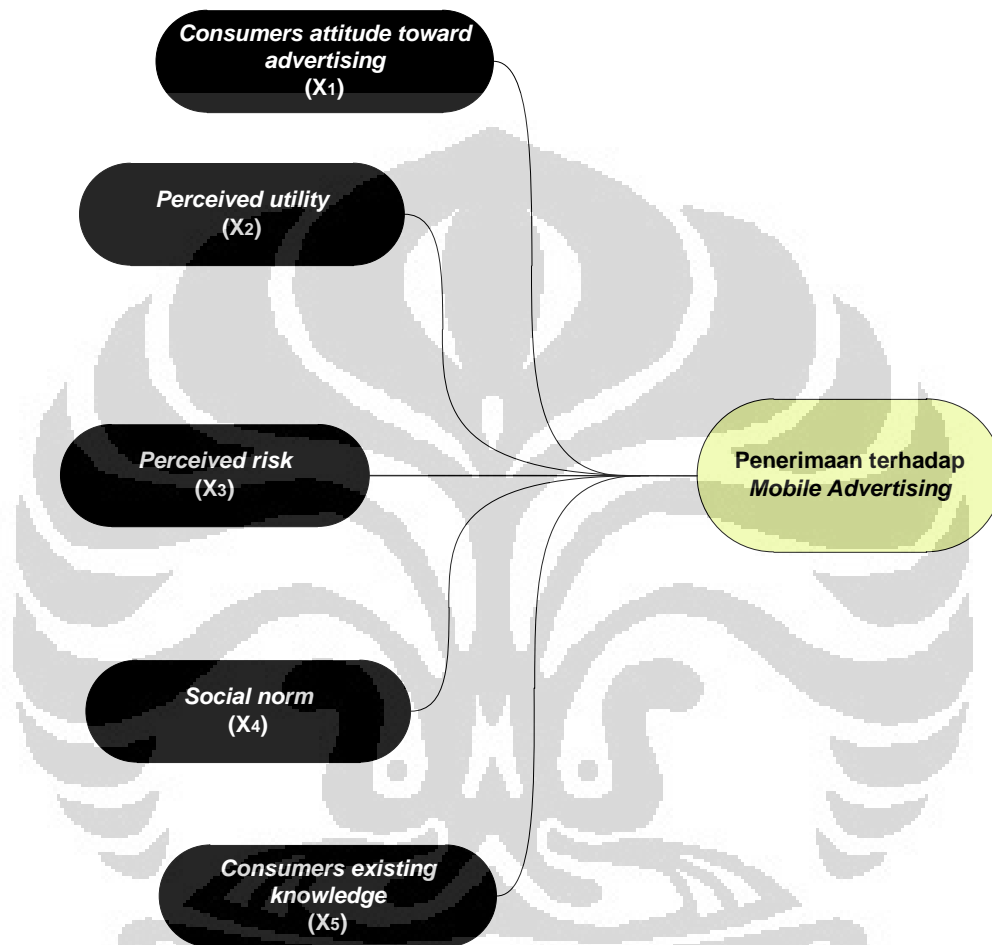 Consumers attitude toward
advertising
(X1)
Perceived utility
(X2)
Perceived risk
(X3)
Penerimaan terhadap
Mobile Advertising
Social norm
(X4)
Consumers existing
knowledge
(X5)